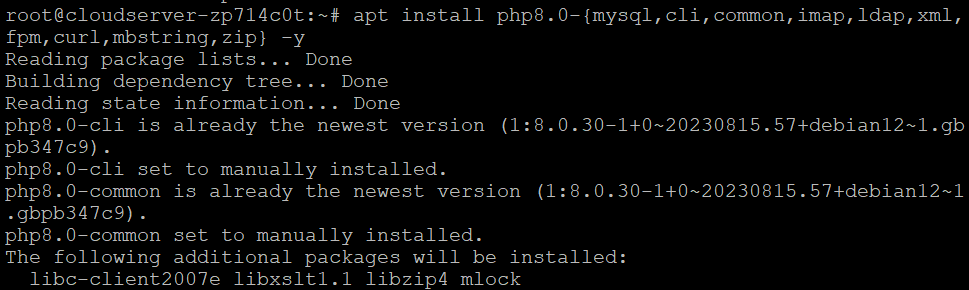 root@cloudserver-zp714c0t:~# apt install php8.0-{mysql,cli,common,imap,ldap,xml,
fpm,curl,mbstring,zip} -y
Reading package lists... Done
Building dependency tree... Done
Reading state information... Done
php8.0-cli is already the newest version (1:8.0.30-1+0~20230815.57+debian12~1.gb
pb347c9).
php8.0-cli set to manually installed.
php8.0-common is already the newest version (1:8.0.30-1+0~20230815.57+debian12~1
.gbpb347c9).
php8.0-common set to manually installed.
The following additional packages will be installed:
  libc-client2007e libxslt1.1 libzip4 mlock